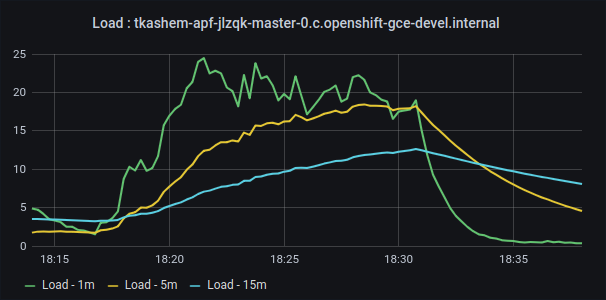 Load : tkashem-apf-jlzqk-master-0.c.openshift-gce-devel.internal
25
20
15
10
5
0
18:15 18:20 18:25 18:30 18:35
Load - 1m Load - 5m Load - 15m